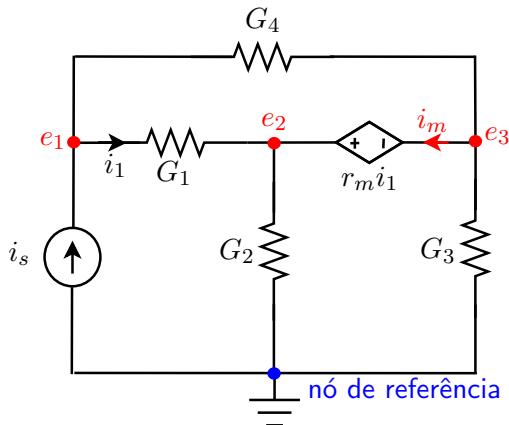 G₄
e₁
e₂
iₘ
e₃
i₁
G₁
+
-
rₘi₁
iₛ
G₂
G₃
nó de referência